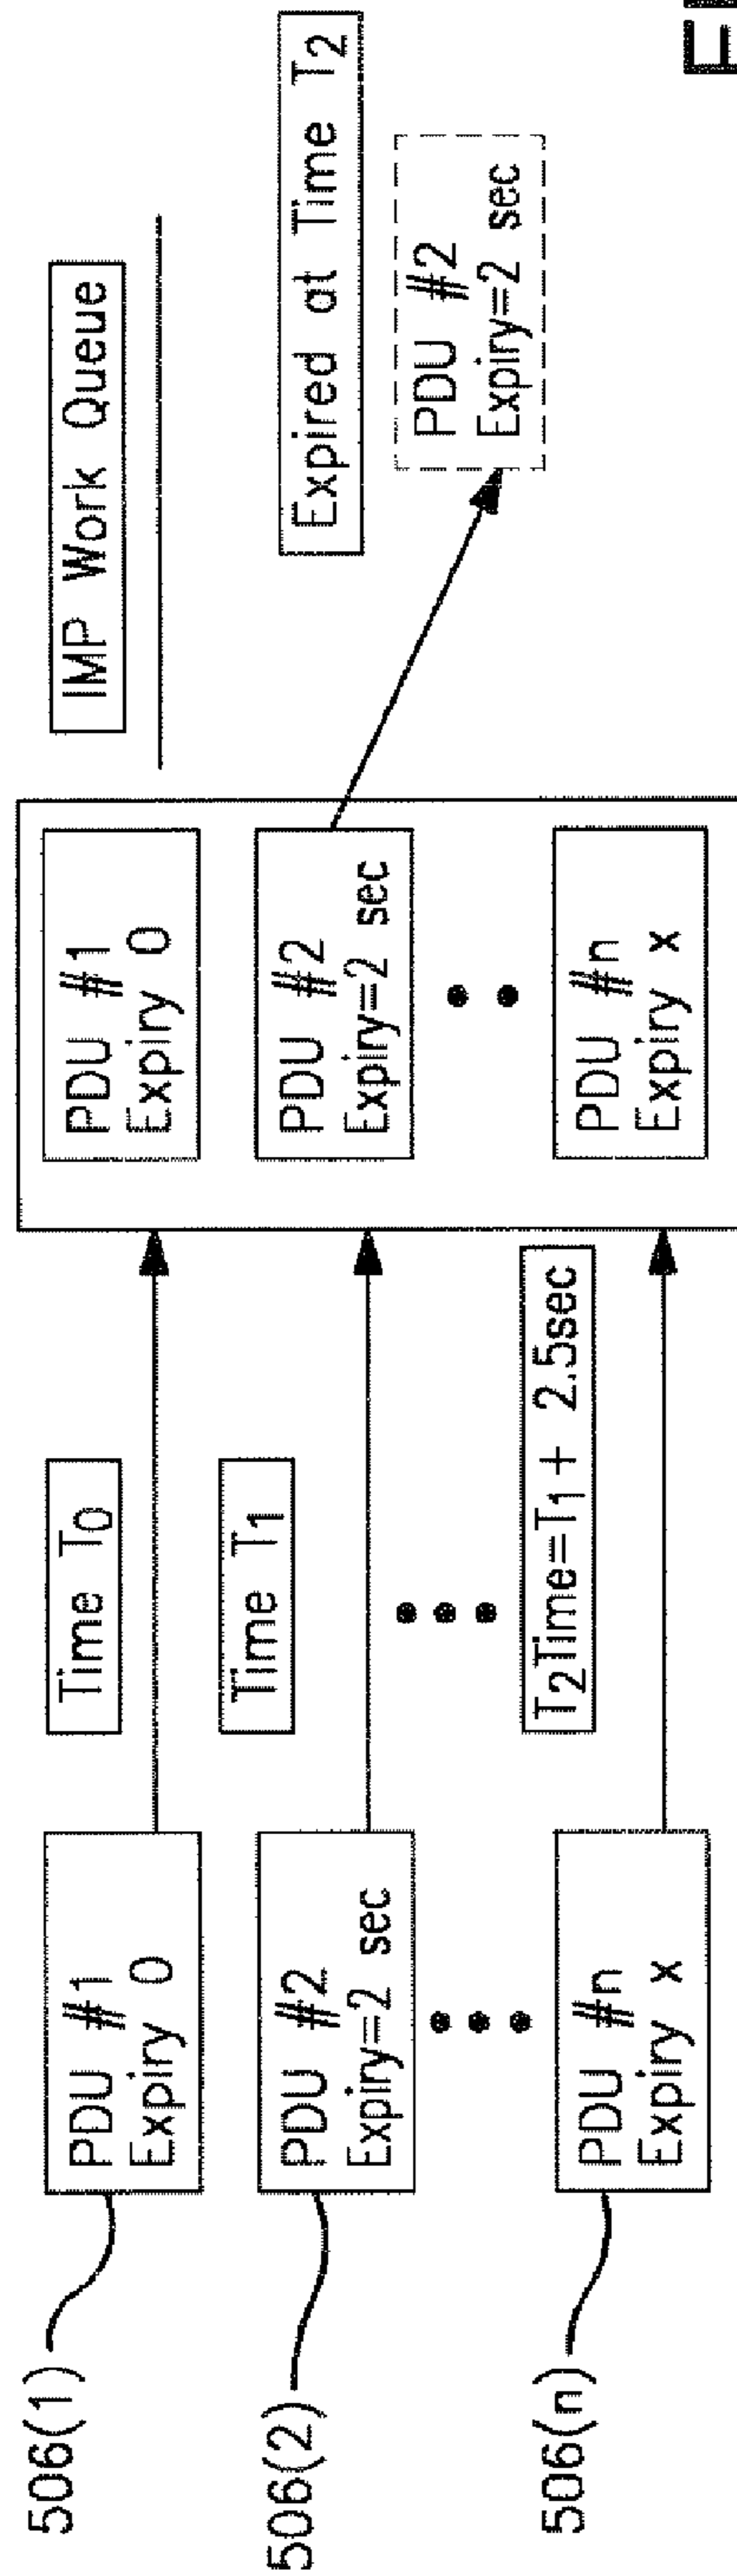 506(1)
PDU #1
Expiry 0
Time T0
PDU #1
Expiry 0
IMP Work Queue
506(2)
PDU #2
Expiry=2 sec
Time T1
PDU #2
Expiry=2 sec
Expired at Time T2
PDU #2
Expiry=2 sec
506(n)
PDU #n
Expiry x
T2Time=T1+ 2.5sec
PDU #n
Expiry x